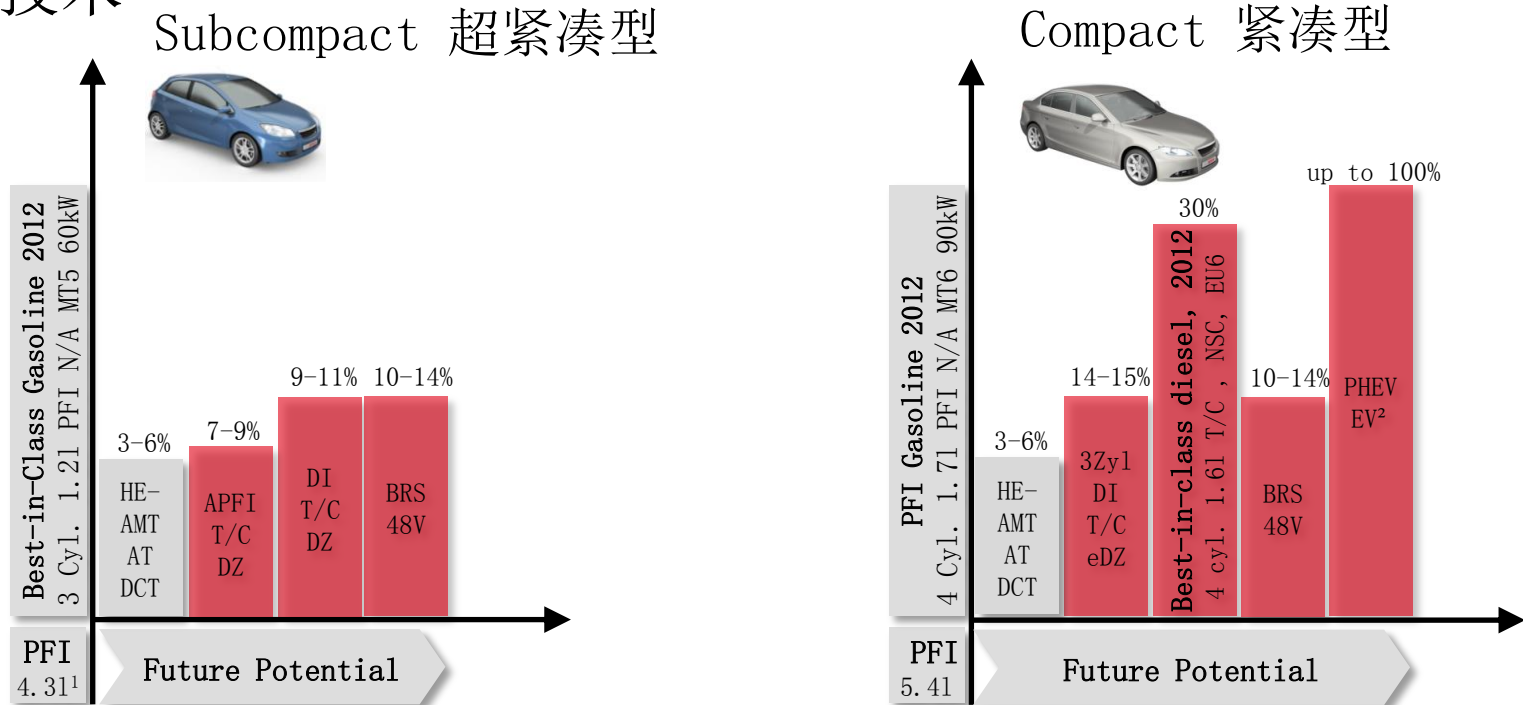 技术
Subcompact 超紧凑型
Best-in-Class Gasoline 2012
3 Cyl. 1.2l PFI N/A MT5 60kW
3-6%
HE-
AMT
AT
DCT
7-9%
APFI
T/C
DZ
9-11%
DI
T/C
DZ
10-14%
BRS
48V
PFI
4.3l¹
Future Potential
Compact 紧凑型
PFI Gasoline 2012
4 Cyl. 1.7l PFI N/A MT6 90kW
3-6%
HE-
AMT
AT
DCT
14-15%
3Zyl
DI
T/C
eDZ
30%
Best-in-class diesel, 2012
4 cyl. 1.6l T/C , NSC, EU6
10-14%
BRS
48V
up to 100%
PHEV
EV²
PFI
5.4l
Future Potential